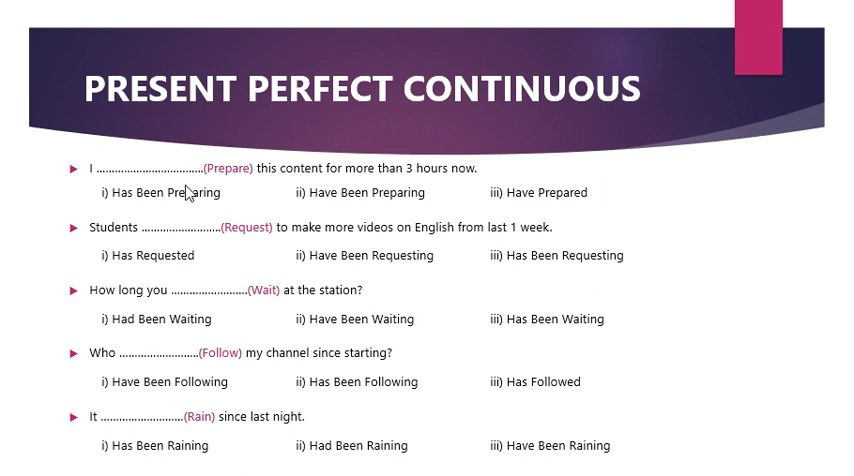 PRESENT PERFECT CONTINUOUS
I ....................................(Prepare) this content for more than 3 hours now.
i) Has Been Preparing ii) Have Been Preparing iii) Have Prepared
Students ..........................(Request) to make more videos on English from last 1 week.
i) Has Requested ii) Have Been Requesting iii) Has Been Requesting
How long you .........................(Wait) at the station?
i) Had Been Waiting ii) Have Been Waiting iii) Has Been Waiting
Who ..........................(Follow) my channel since starting?
i) Have Been Following ii) Has Been Following iii) Has Followed
It ...........................(Rain) since last night.
i) Has Been Raining ii) Had Been Raining iii) Have Been Raining